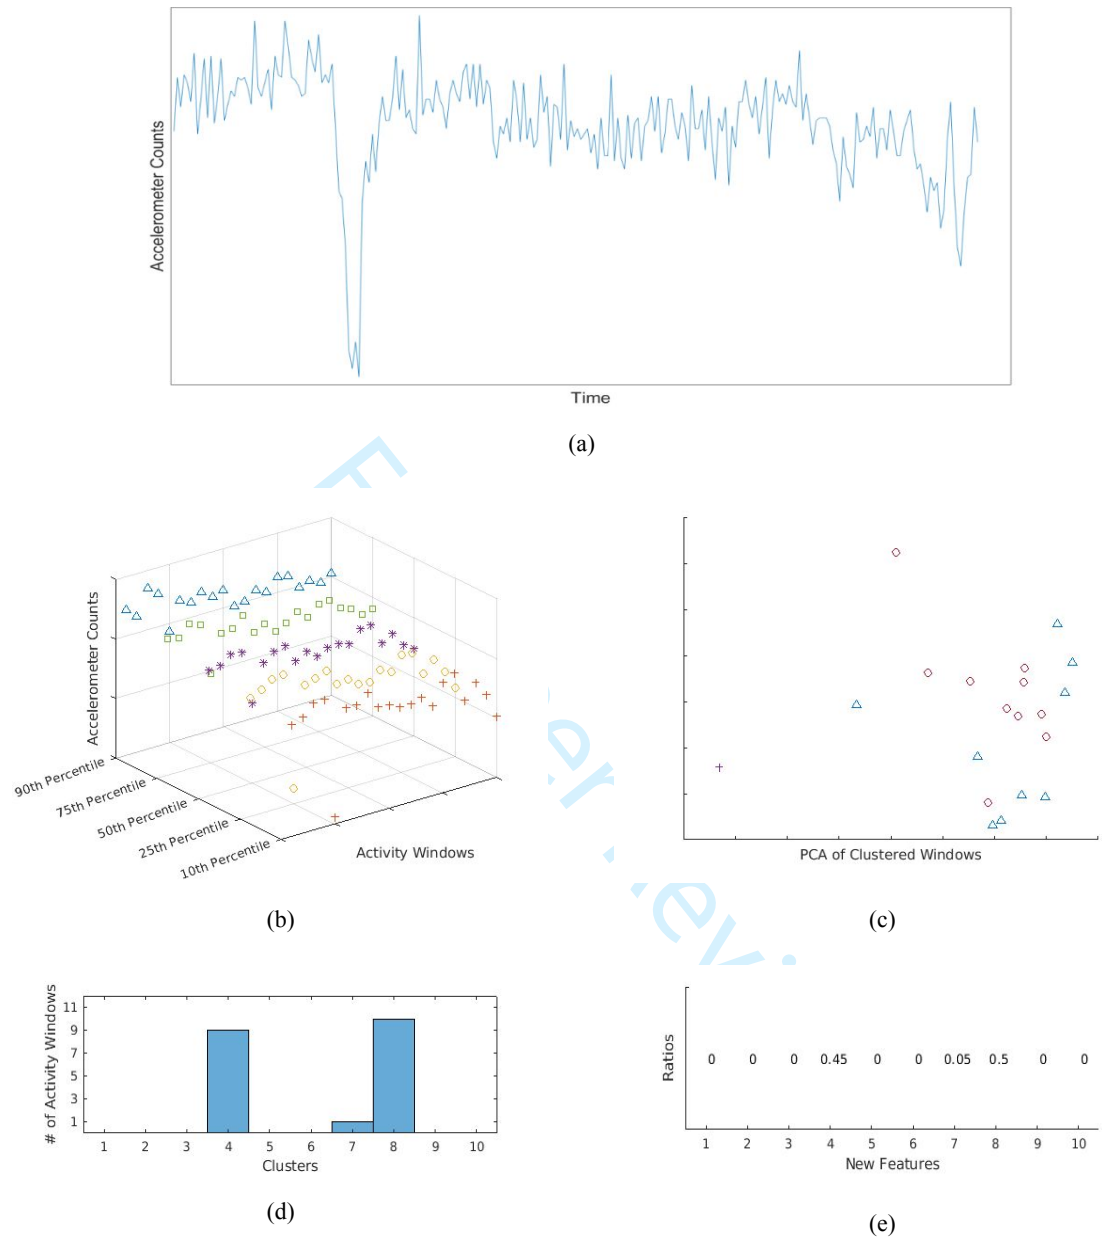 Accelerometer Counts
Time
(a)
Accelerometer Counts
90th Percentile
75th Percentile
50th Percentile
25th Percentile
10th Percentile
Activity Windows
(b)
PCA of Clustered Windows
(c)
# of Activity Windows
11
9
7
5
3
1
1 2 3 4 5 6 7 8 9 10
Clusters
(d)
Ratios
0 0 0 0.45 0 0 0.05 0.5 0 0
1 2 3 4 5 6 7 8 9 10
New Features
(e)